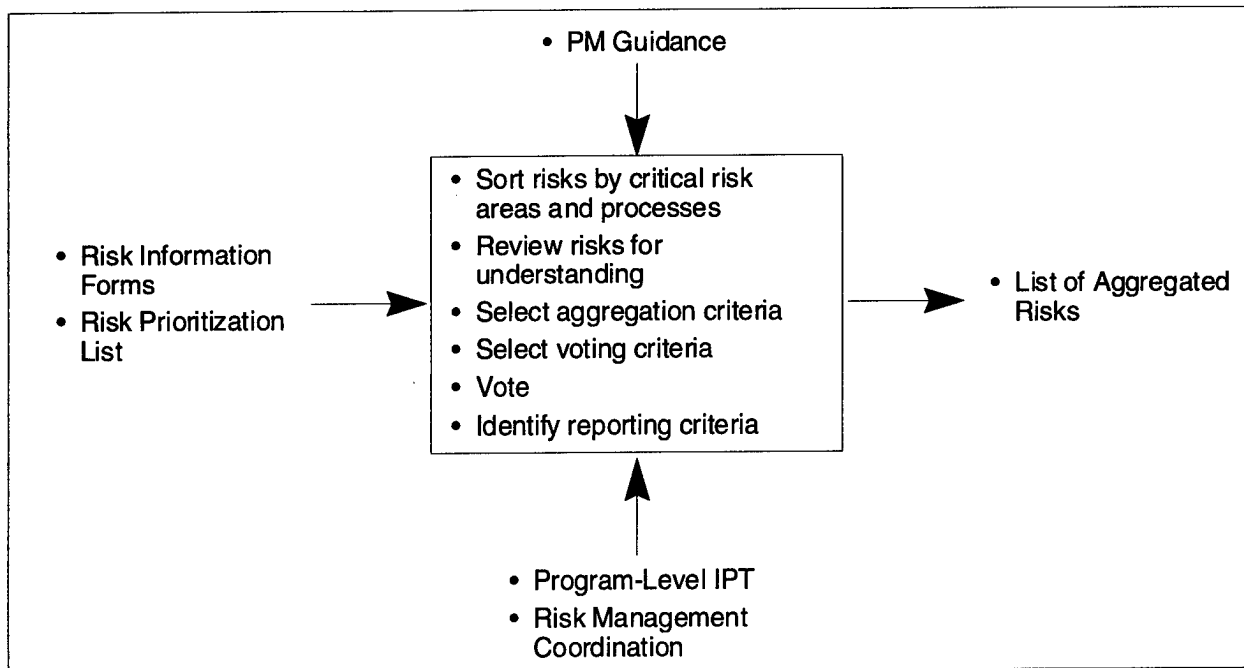 • PM Guidance
• Sort risks by critical risk
areas and processes
• Review risks for
understanding
• Select aggregation criteria
• Select voting criteria
• Vote
• Identify reporting criteria
• Risk Information
Forms
• Risk Prioritization
List
• List of Aggregated
Risks
• Program-Level IPT
• Risk Management
Coordination